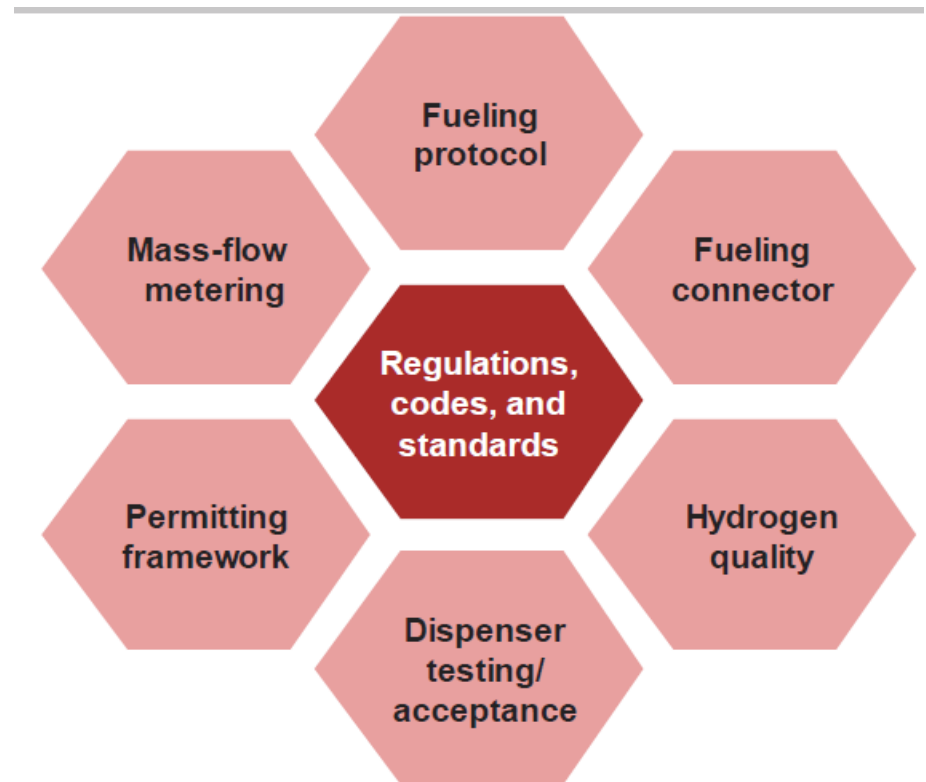 Fueling
protocol
Mass-flow
metering
Fueling
connector
Regulations,
codes, and
standards
Permitting
framework
Hydrogen
quality
Dispenser
testing/
acceptance